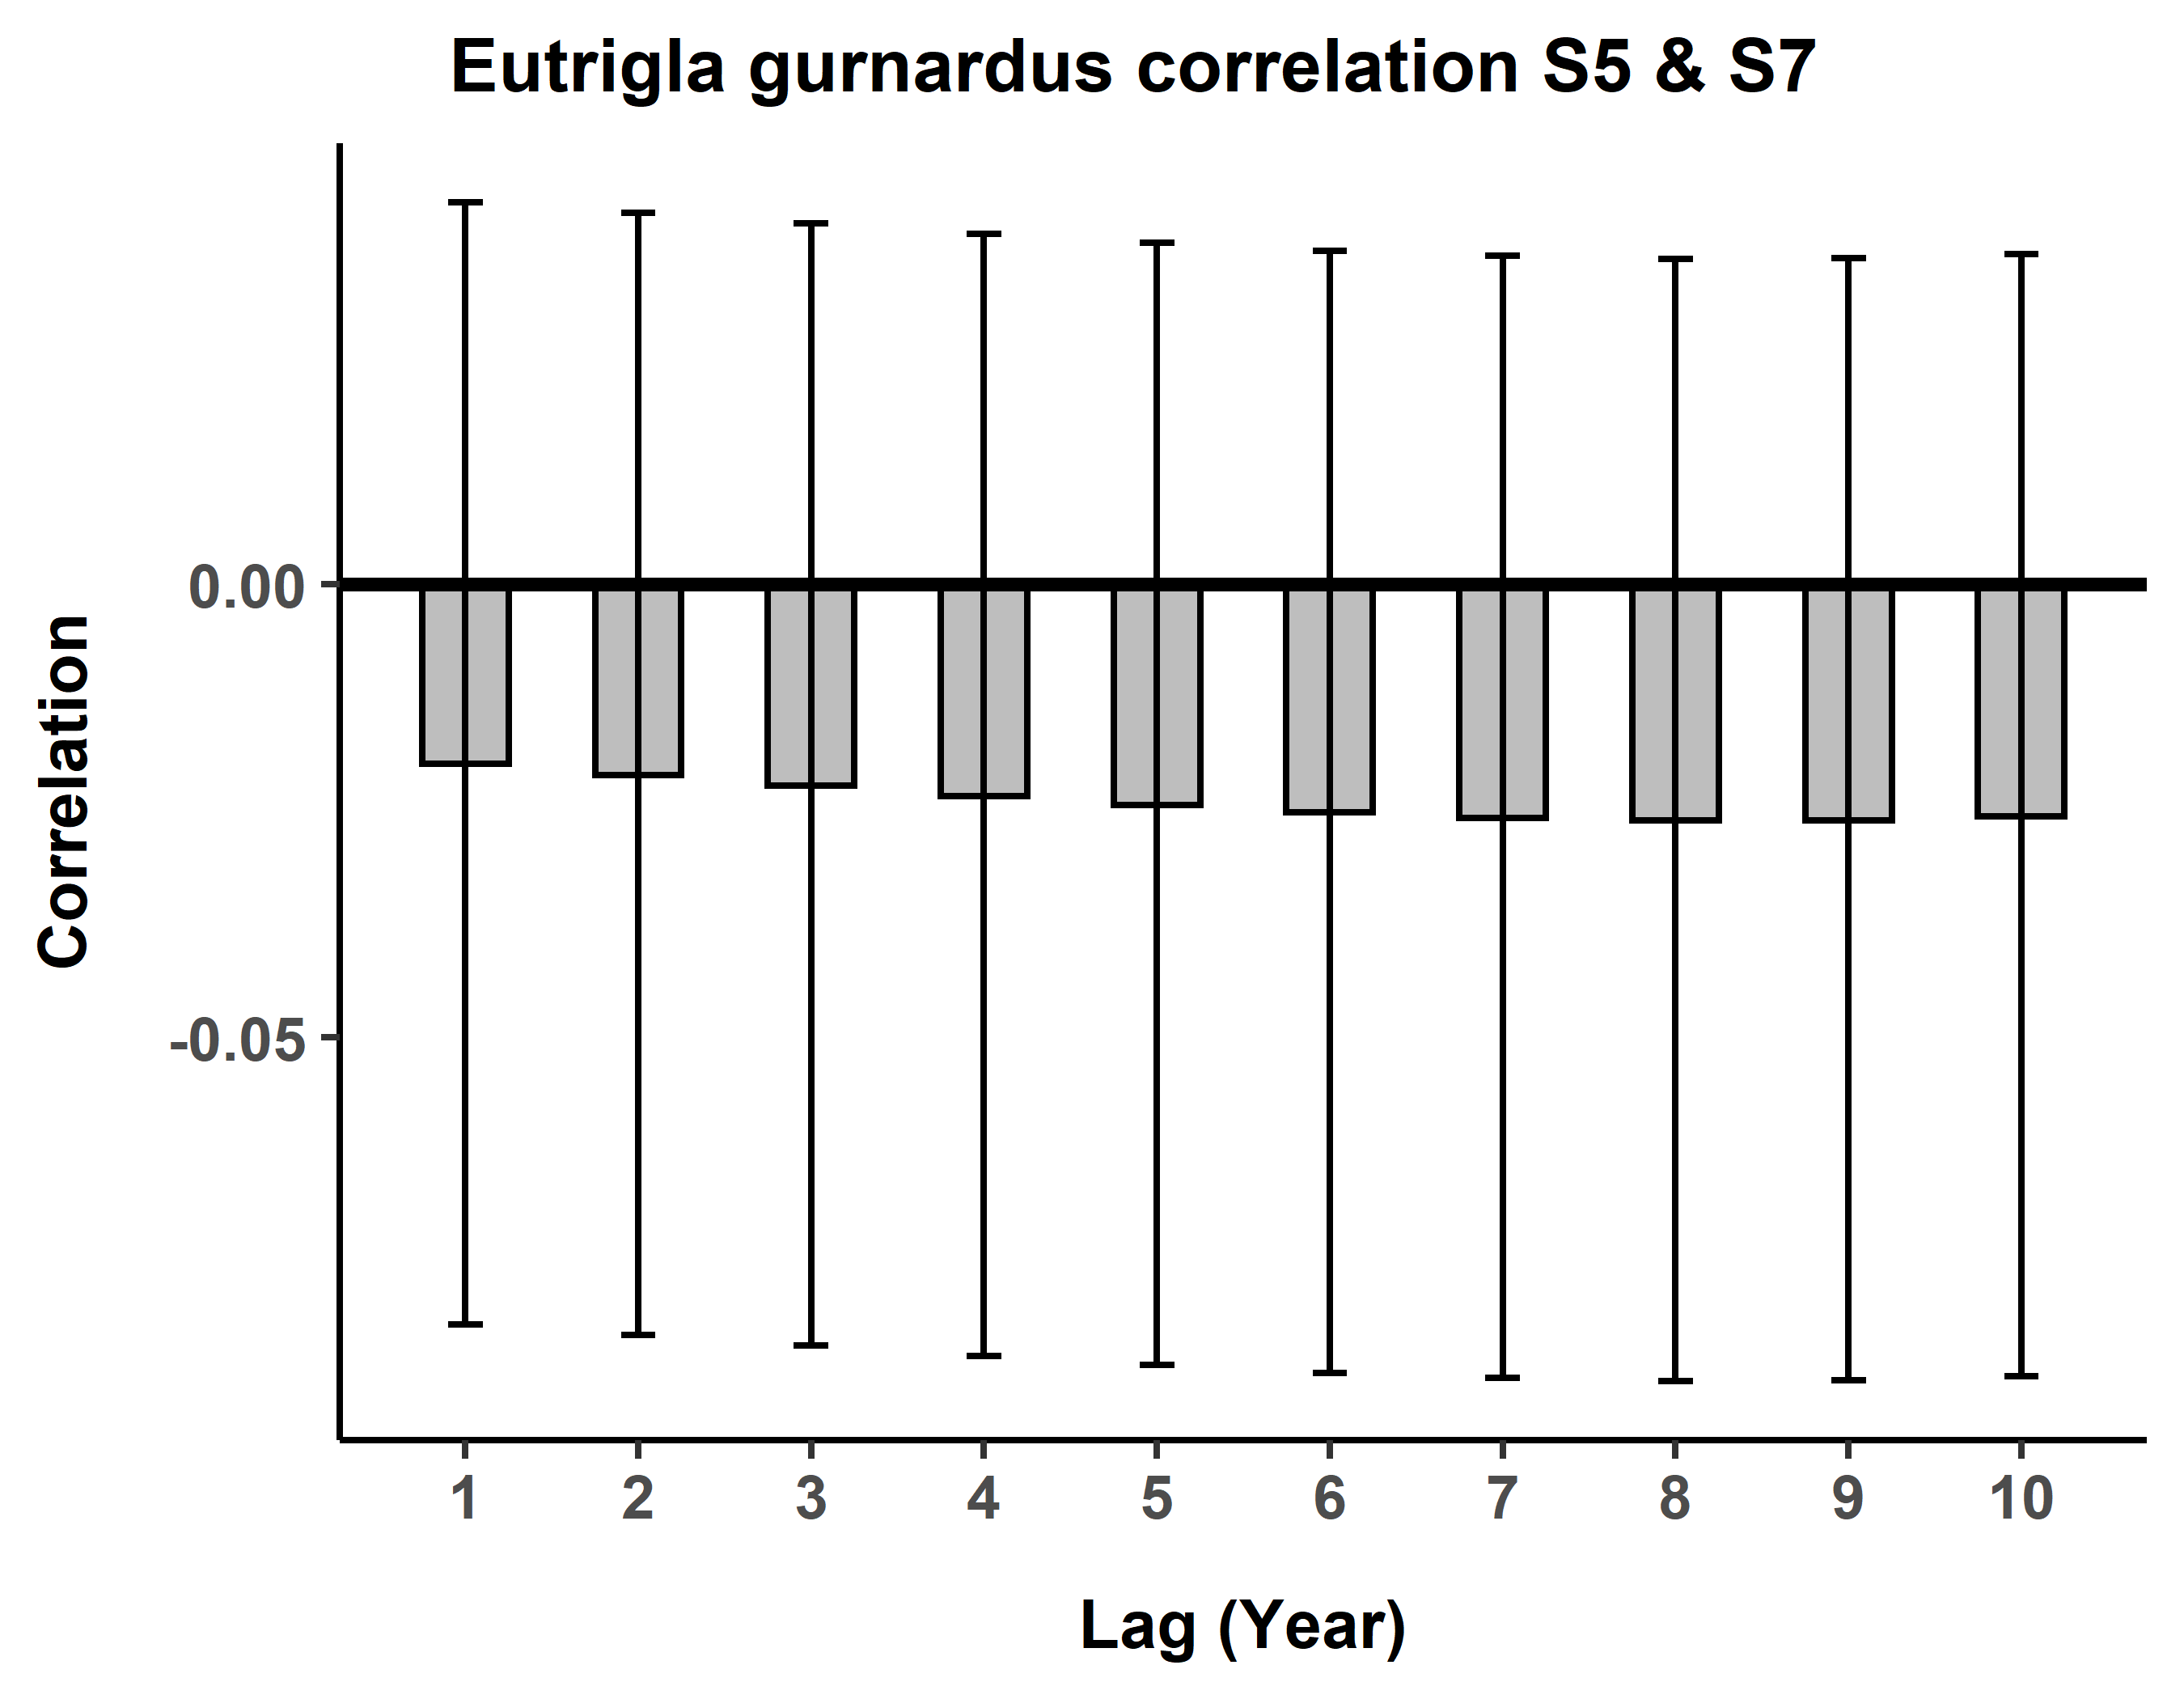 Eutrigla gurnardus correlation S5 & S7
Correlation
0.00
-0.05
1 2 3 4 5 6 7 8 9 10
Lag (Year)